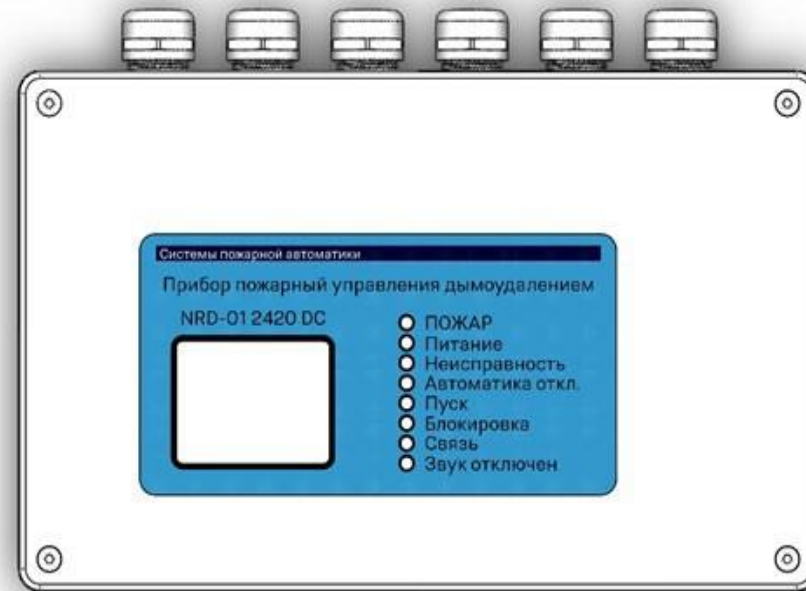 Системы пожарной автоматики
Прибор пожарный управления дымоудалением
NRD-01 2420 DC
ПОЖАР
Питание
Неисправность
Автоматика откл.
Пуск
Блокировка
Связь
Звук отключен